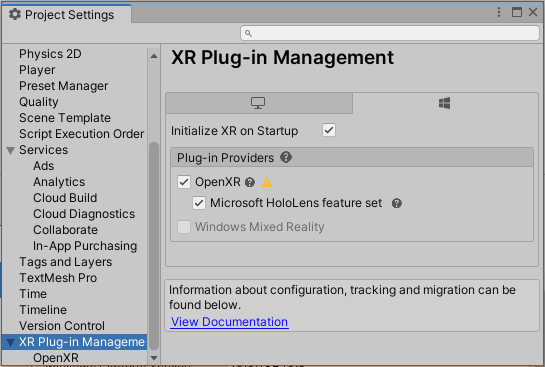 Project Settings
Physics 2D
Player
Preset Manager
Quality
Scene Template
Script Execution Order
Services
Ads
Analytics
Cloud Build
Cloud Diagnostics
Collaborate
In-App Purchasing
Tags and Layers
TextMesh Pro
Time
Timeline
Version Control
XR Plug-in Manageme
OpenXR
XR Plug-in Management
Initialize XR on Startup
Plug-in Providers
OpenXR
Microsoft HoloLens feature set
Windows Mixed Reality
Information about configuration, tracking and migration can be
found below.
View Documentation